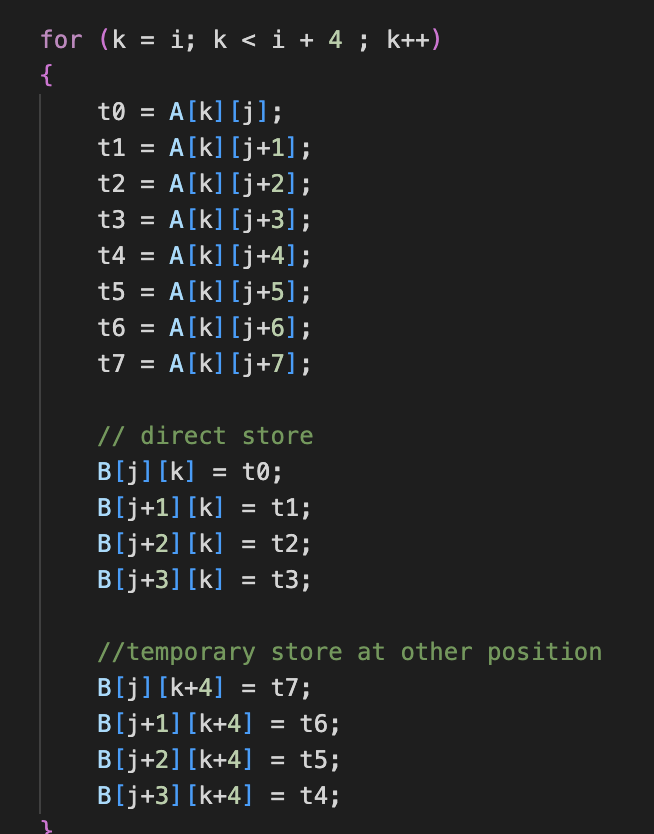 for (k = i; k < i + 4 ; k++)
{
t0 = A[k][j];
t1 = A[k][j+1];
t2 = A[k][j+2];
t3 = A[k][j+3];
t4 = A[k][j+4];
t5 = A[k][j+5];
t6 = A[k][j+6];
t7 = A[k][j+7];
// direct store
B[j][k] = t0;
B[j+1][k] = t1;
B[j+2][k] = t2;
B[j+3][k] = t3;
//temporary store at other position
B[j][k+4] = t7;
B[j+1][k+4] = t6;
B[j+2][k+4] = t5;
B[j+3][k+4] = t4;
}